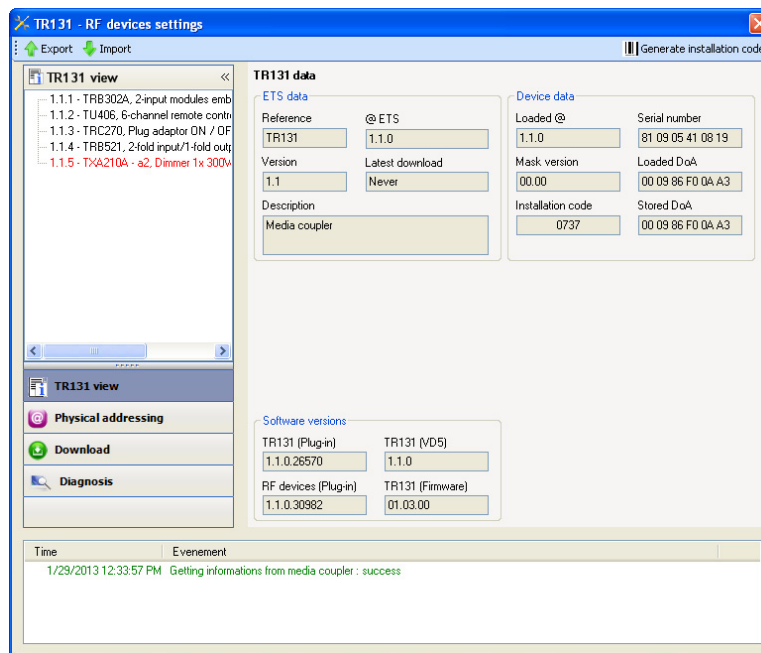 TR131 - RF devices settings
Export Import Generate installation code
TR131 view «
1.1.1 - TRB302A, 2-input modules emb
1.1.2 - TU406, 6-channel remote contr
1.1.3 - TRC270, Plug adaptor ON / OF
1.1.4 - TRB521, 2-fold input/1-fold outp
1.1.5 - TXA210A - a2, Dimmer 1x 300W
TR131 view
Physical addressing
Download
Diagnosis
TR131 data
ETS data
Reference @ ETS
TR131 1.1.0
Version Latest download
1.1 Never
Description
Media coupler
Device data
Loaded @ Serial number
1.1.0 81 09 05 41 08 19
Mask version Loaded DoA
00.00 00 09 86 F0 0A A3
Installation code Stored DoA
0737 00 09 86 F0 0A A3
Software versions
TR131 (Plug-in) TR131 (VD5)
1.1.0.26570 1.1.0
RF devices (Plug-in) TR131 (Firmware)
1.1.0.30982 01.03.00
Time Evenement
1/29/2013 12:33:57 PM Getting informations from media coupler : success